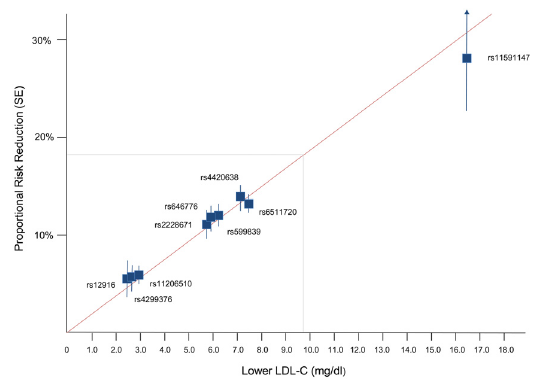 30%
rs11591147
20%
rs4420638
rs646776
rs6511720
rs2228671
rs599839
10%
rs12916
rs11206510
rs4299376
0 1.0 2.0 3.0 4.0 5.0 6.0 7.0 8.0 9.0 10.0 11.0 12.0 13.0 14.0 15.0 16.0 17.0 18.0
Lower LDL-C (mg/dl)
Proportional Risk Reduction (SE)